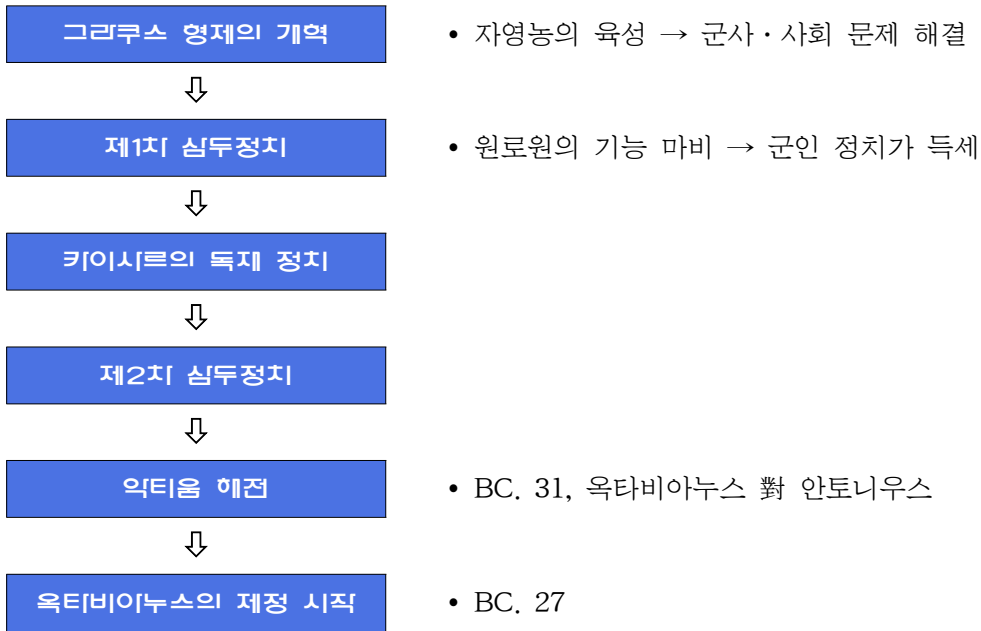 그라쿠스 형제의 개혁
• 자영농의 육성 → 군사·사회 문제 해결
⇩
제1차 삼두정치
• 원로원의 기능 마비 → 군인 정치가 득세
⇩
카이사르의 독재 정치
⇩
제2차 삼두정치
⇩
악티움 해전
• BC. 31, 옥타비아누스 對 안토니우스
⇩
옥타비아누스의 제정 시작
• BC. 27